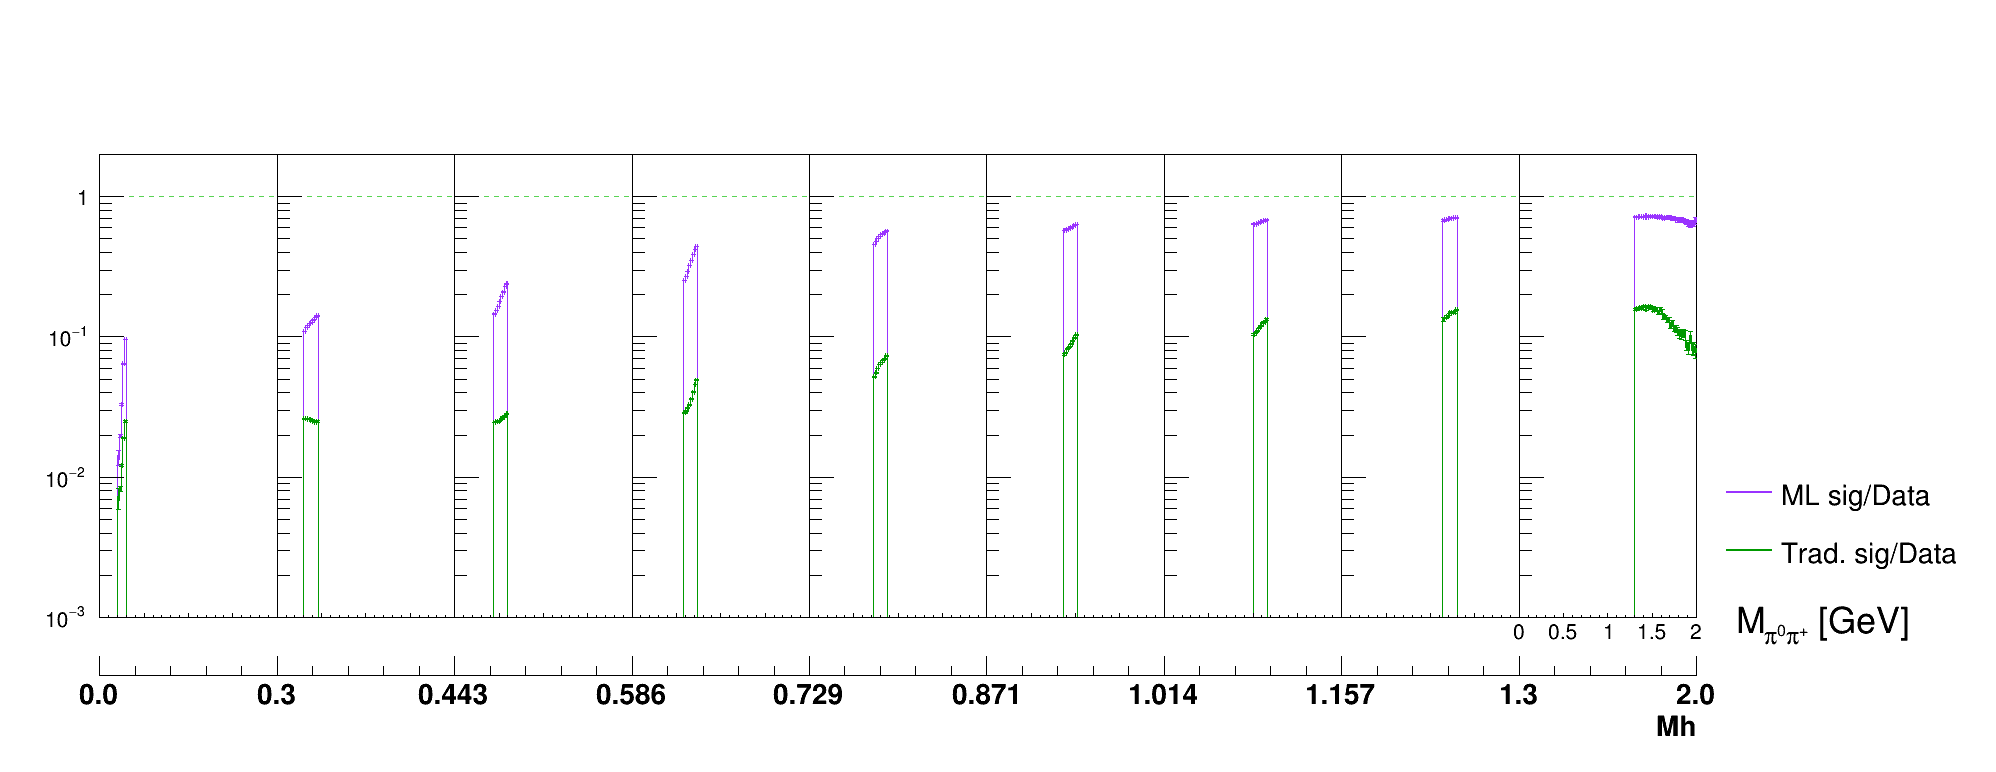 1
10⁻¹
10⁻²
10⁻³
ML sig/Data
Trad. sig/Data
0 0.5 1 1.5 2
Mπ⁰π⁺ [GeV]
0.0 0.3 0.443 0.586 0.729 0.871 1.014 1.157 1.3 2.0
Mh